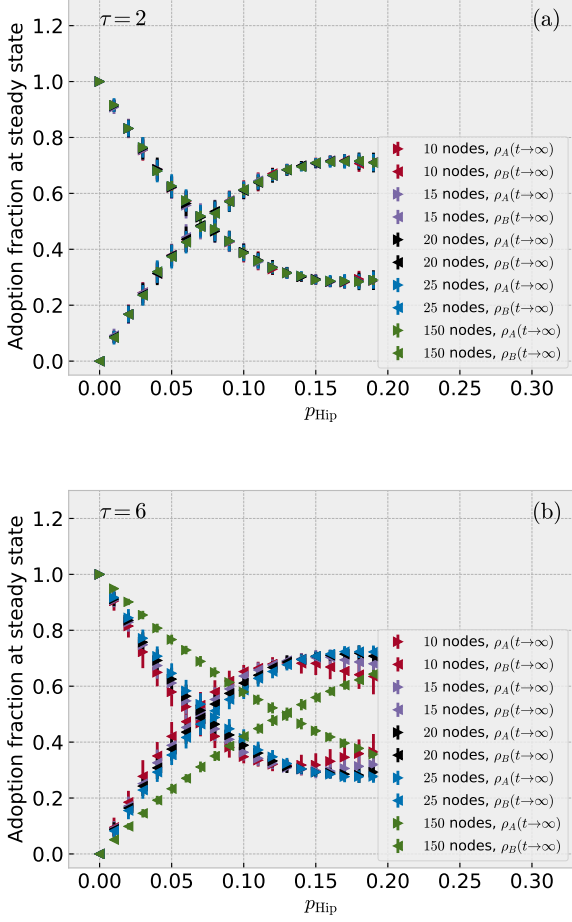 τ = 2
(a)
1.2
1.0
0.8
0.6
0.4
0.2
0.0
Adoption fraction at steady state
10 nodes, ρ_A(t→∞)
10 nodes, ρ_B(t→∞)
15 nodes, ρ_A(t→∞)
15 nodes, ρ_B(t→∞)
20 nodes, ρ_A(t→∞)
20 nodes, ρ_B(t→∞)
25 nodes, ρ_A(t→∞)
25 nodes, ρ_B(t→∞)
150 nodes, ρ_A(t→∞)
150 nodes, ρ_B(t→∞)
0.00 0.05 0.10 0.15 0.20 0.25 0.30
p_Hip
τ = 6
(b)
1.2
1.0
0.8
0.6
0.4
0.2
0.0
Adoption fraction at steady state
10 nodes, ρ_A(t→∞)
10 nodes, ρ_B(t→∞)
15 nodes, ρ_A(t→∞)
15 nodes, ρ_B(t→∞)
20 nodes, ρ_A(t→∞)
20 nodes, ρ_B(t→∞)
25 nodes, ρ_A(t→∞)
25 nodes, ρ_B(t→∞)
150 nodes, ρ_A(t→∞)
150 nodes, ρ_B(t→∞)
0.00 0.05 0.10 0.15 0.20 0.25 0.30
p_Hip